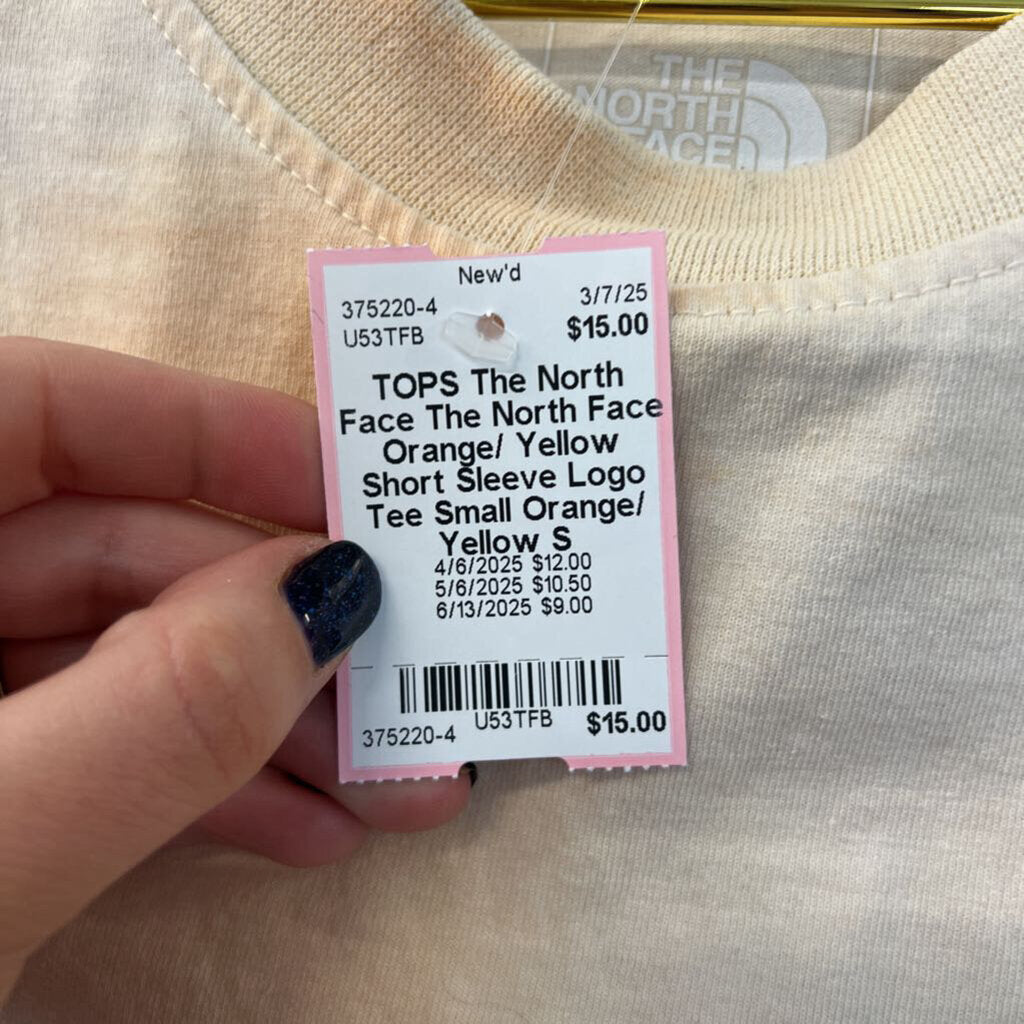 THE
NORTH
FACE
New'd
375220-4 3/7/25
U53TFB $15.00
TOPS The North
Face The North Face
Orange/ Yellow
Short Sleeve Logo
Tee Small Orange/
Yellow S
4/6/2025 $12.00
5/6/2025 $10.50
6/13/2025 $9.00
375220-4 U53TFB $15.00